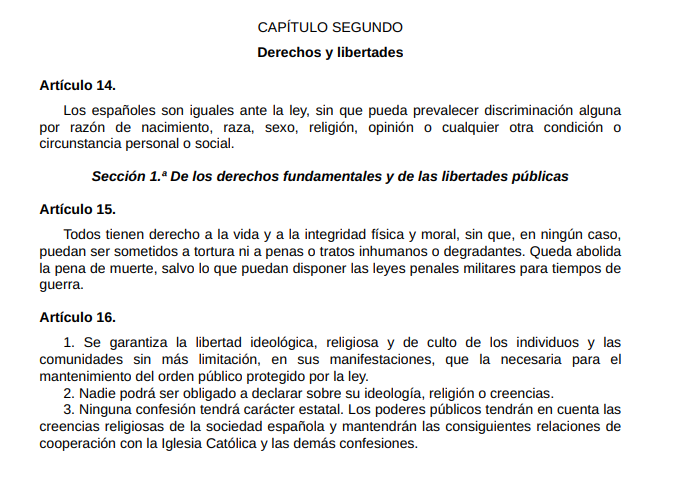 CAPÍTULO SEGUNDO
Derechos y libertades
Artículo 14.
Los españoles son iguales ante la ley, sin que pueda prevalecer discriminación alguna
por razón de nacimiento, raza, sexo, religión, opinión o cualquier otra condición o
circunstancia personal o social.
Sección 1.ª De los derechos fundamentales y de las libertades públicas
Artículo 15.
Todos tienen derecho a la vida y a la integridad física y moral, sin que, en ningún caso,
puedan ser sometidos a tortura ni a penas o tratos inhumanos o degradantes. Queda abolida
la pena de muerte, salvo lo que puedan disponer las leyes penales militares para tiempos de
guerra.
Artículo 16.
1. Se garantiza la libertad ideológica, religiosa y de culto de los individuos y las
comunidades sin más limitación, en sus manifestaciones, que la necesaria para el
mantenimiento del orden público protegido por la ley.
2. Nadie podrá ser obligado a declarar sobre su ideología, religión o creencias.
3. Ninguna confesión tendrá carácter estatal. Los poderes públicos tendrán en cuenta las
creencias religiosas de la sociedad española y mantendrán las consiguientes relaciones de
cooperación con la Iglesia Católica y las demás confesiones.